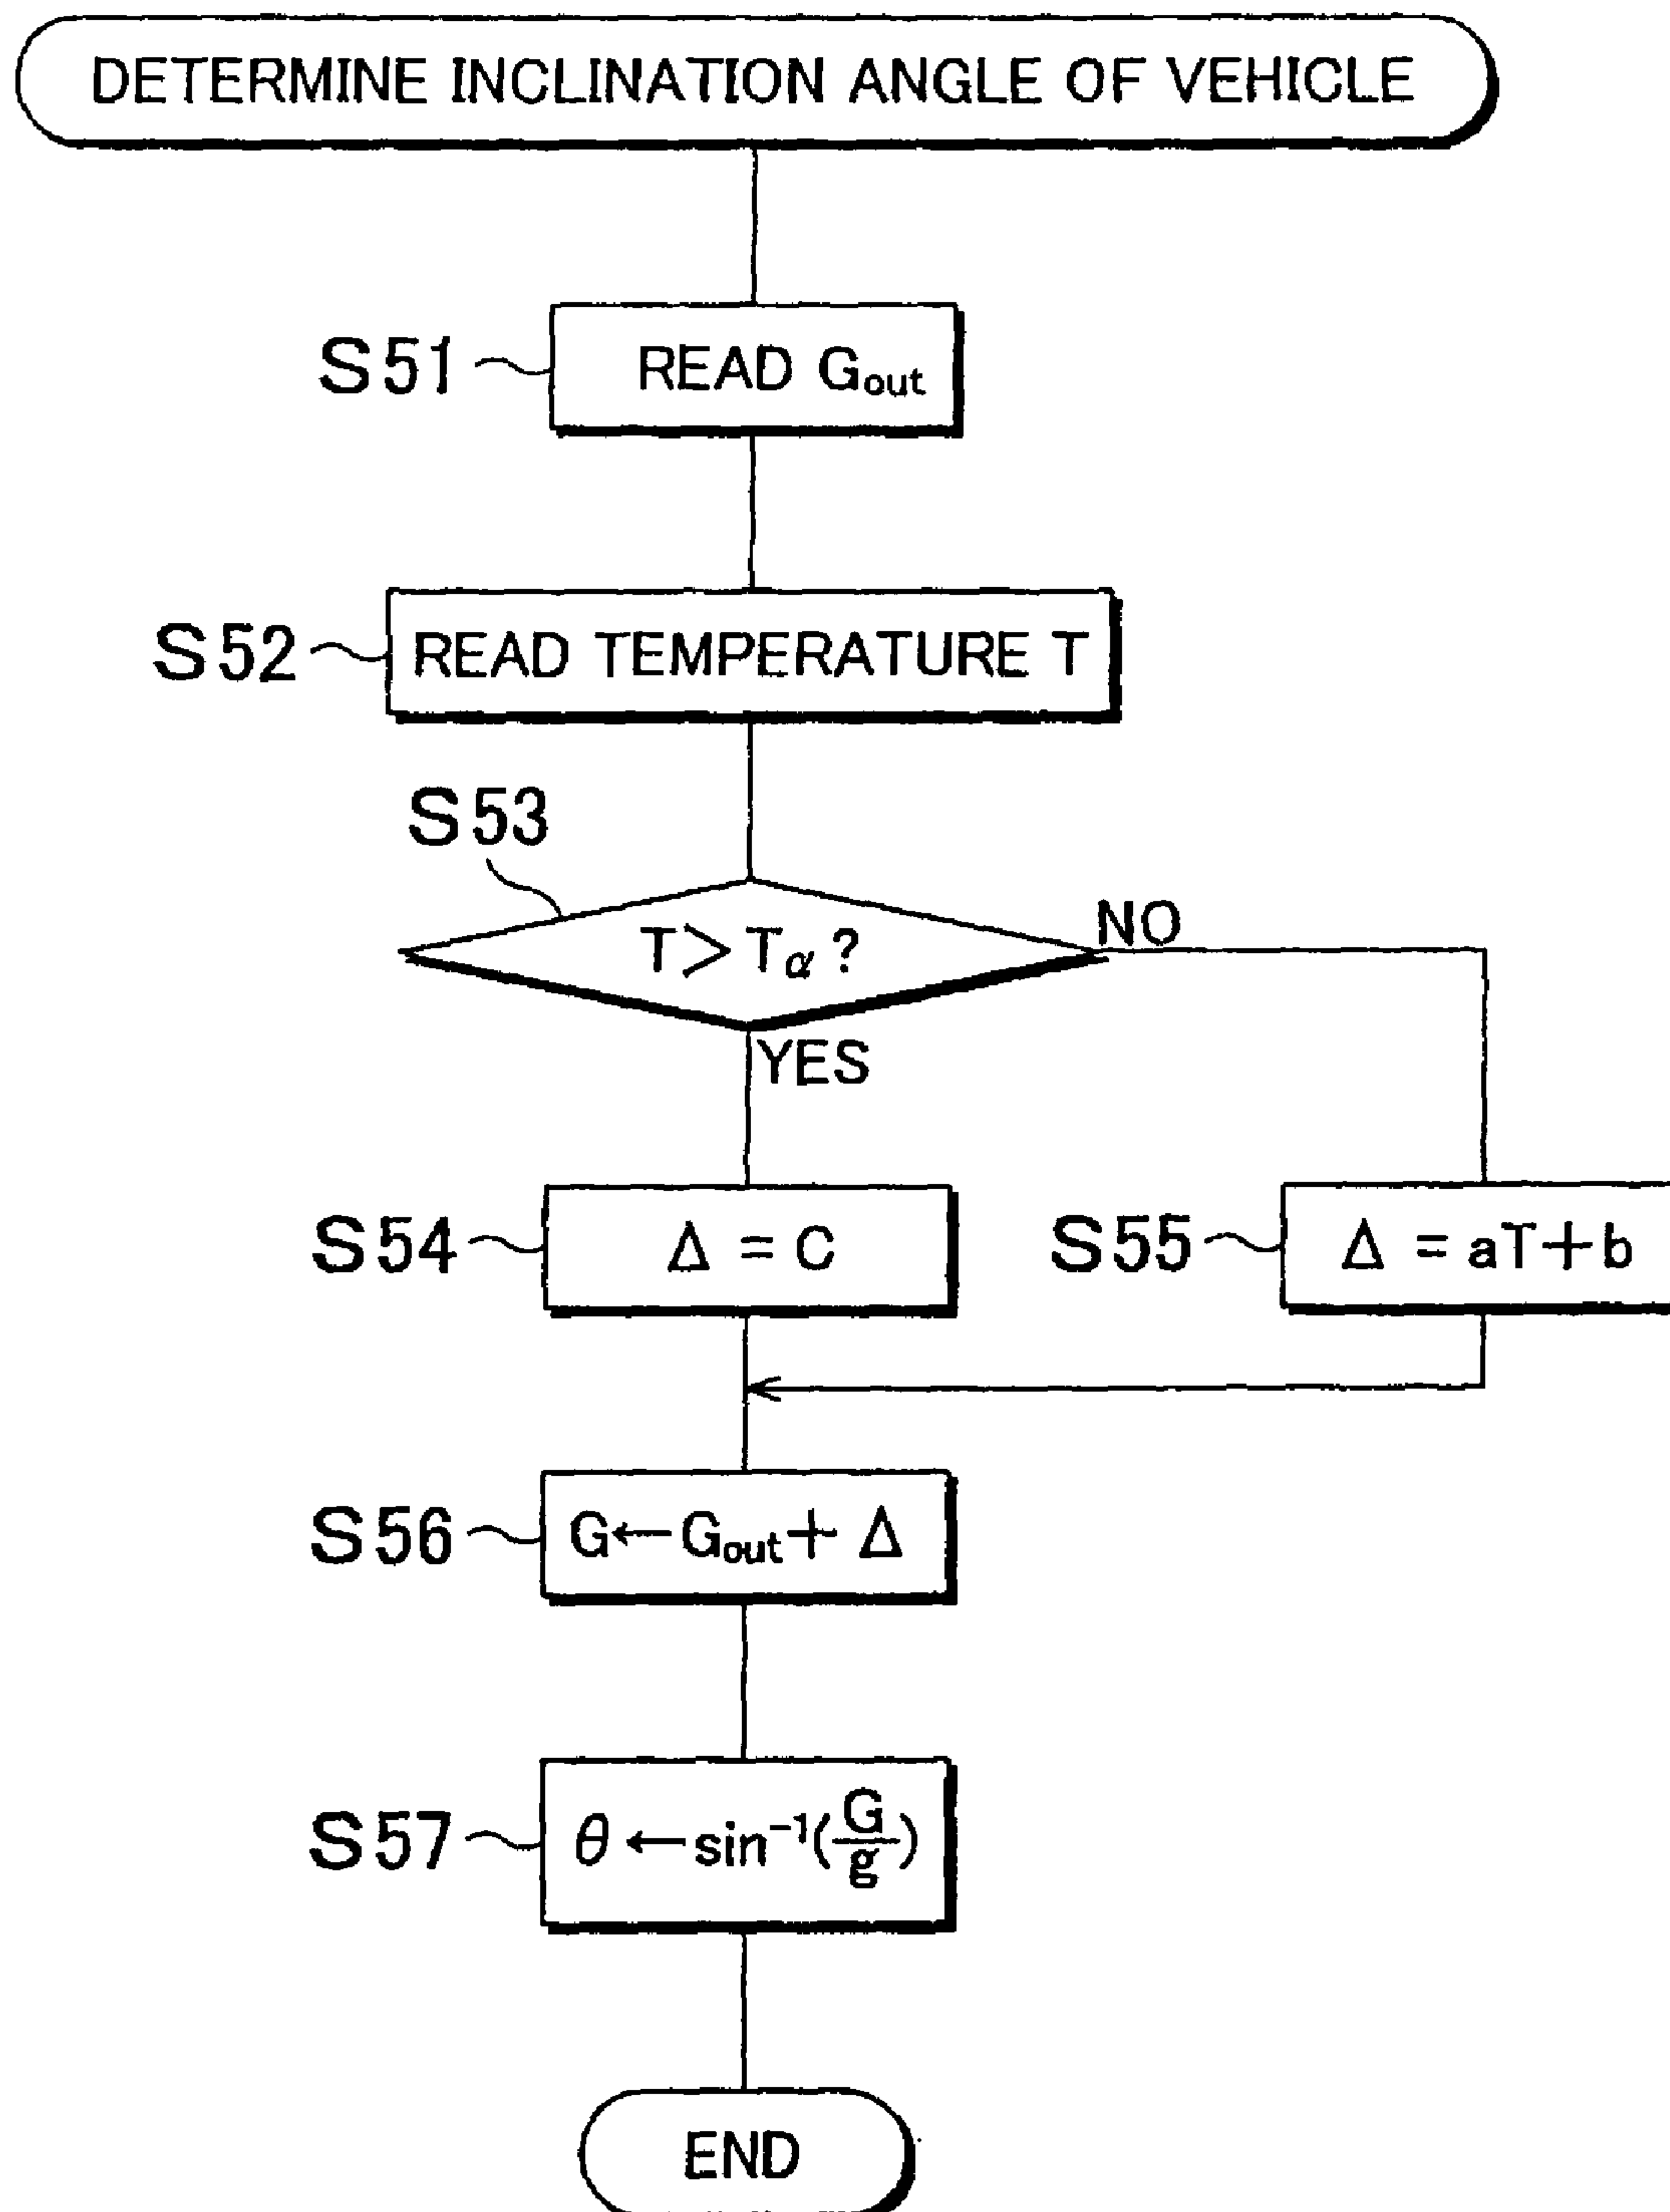 DETERMINE INCLINATION ANGLE OF VEHICLE
S51
READ Gout
S52
READ TEMPERATURE T
S53
T>Tα?
NO
YES
S54
Δ = C
S55
Δ = aT+b
S56
G←Gout+ Δ
S57
θ ← sin⁻¹(G/g)
END